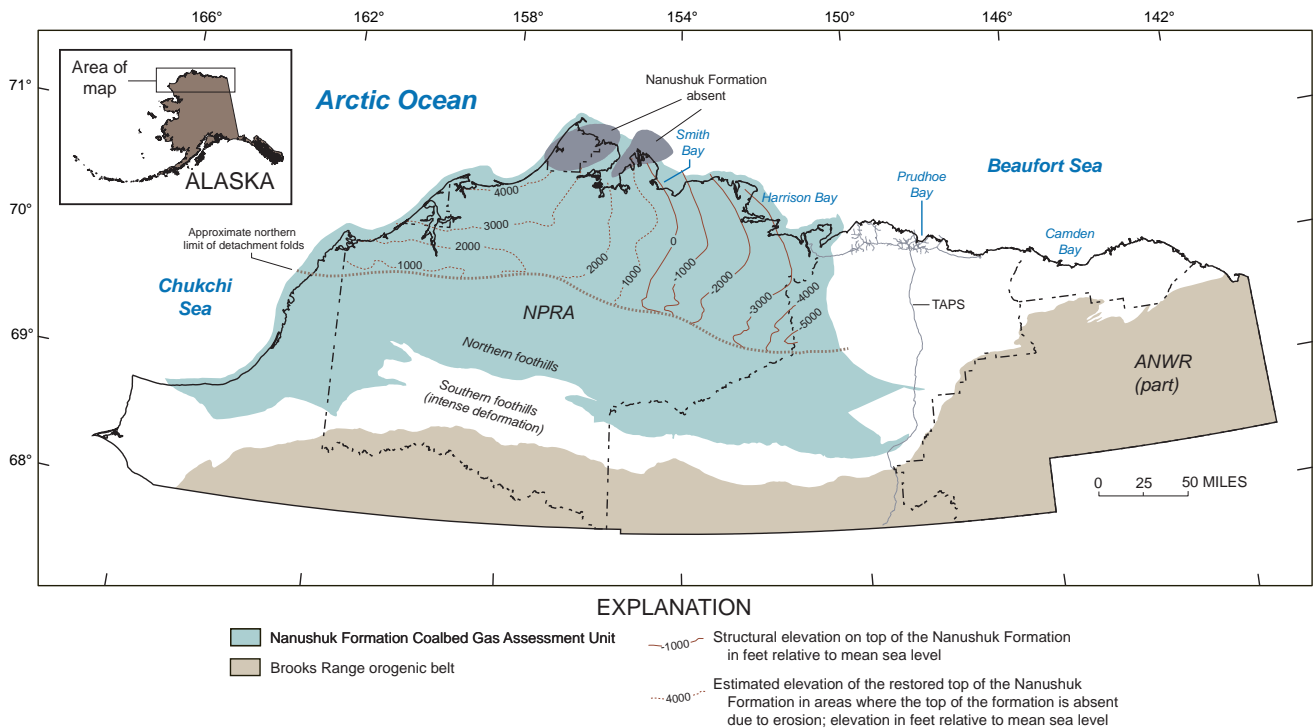 166°
162°
158°
154°
150°
146°
142°
71°
70°
69°
68°
Area of
map
ALASKA
Arctic Ocean
Nanushuk Formation
absent
Smith
Bay
Beaufort Sea
Harrison Bay
Prudhoe
Bay
Camden
Bay
Approximate northern
limit of detachment folds
Chukchi
Sea
4000
3000
2000
1000
2000
1000
0
-1000
-2000
-3000
-4000
-5000
NPRA
TAPS
Northern foothills
Southern foothills
(intense deformation)
ANWR
(part)
0 25 50 MILES
EXPLANATION
Nanushuk Formation Coalbed Gas Assessment Unit
Brooks Range orogenic belt
-1000
Structural elevation on top of the Nanushuk Formation
in feet relative to mean sea level
4000
Estimated elevation of the restored top of the Nanushuk
Formation in areas where the top of the formation is absent
due to erosion; elevation in feet relative to mean sea level